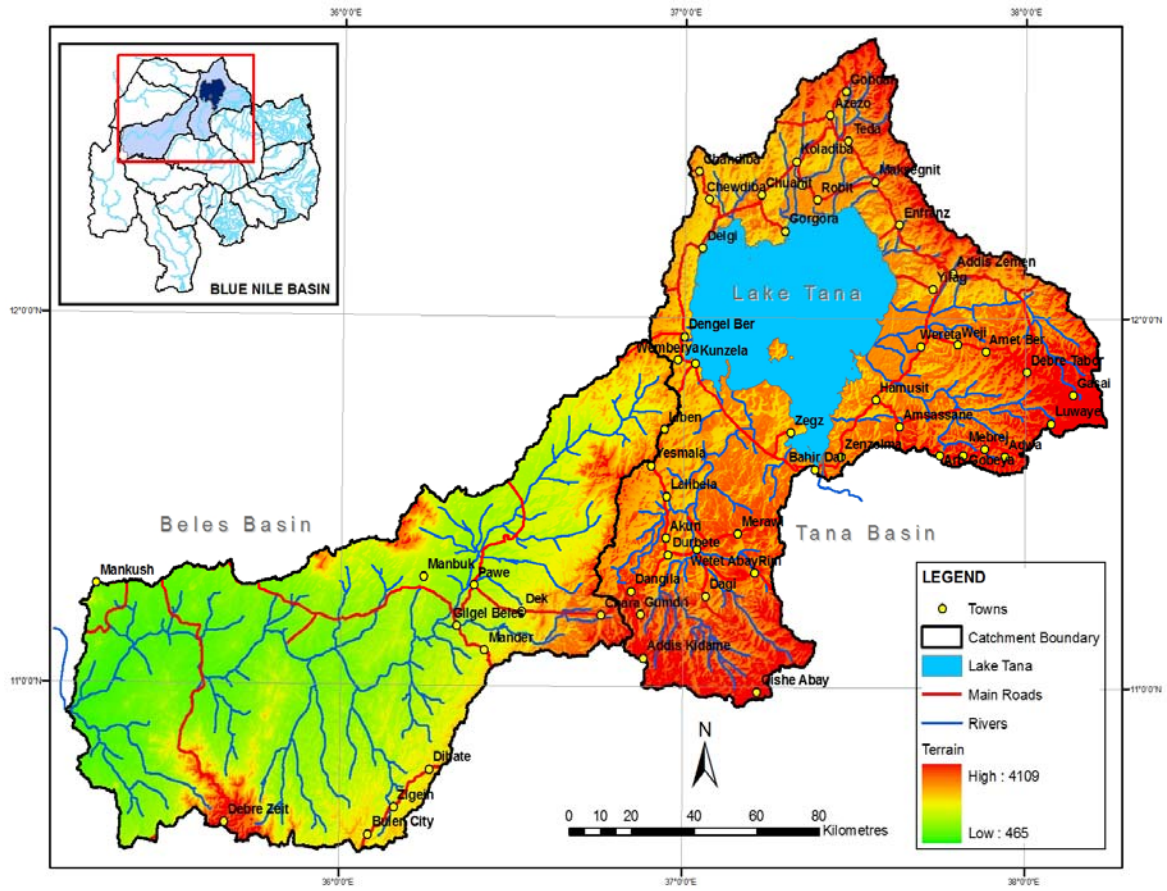 36°0'0"E
37°0'0"E
38°0'0"E
BLUE NILE BASIN
Gondar
Azezo
Teda
Koladiba
Chandiba
Maksegnit
Chewdiba
Chuahit
Robit
Enfranz
Gorgora
Delgi
Addis Zemen
Yifag
Lake Tana
12°0'0"N
12°0'0"N
Dengel Ber
Wereta
Weji
Amet Ber
Wemberya
Kunzela
Debre Tabor
Gasai
Hamusit
Luwaye
Amsassane
Liben
Zegz
Mebrej
Adwa
Zenzelma
Arb Gebeya
Bahir Dar
Yesmala
Lalibela
Beles Basin
Akuri
Merawi
Tana Basin
Durbete
Wetet Abay
Rim
Mankush
Manbuk
Pawe
Dangila
Dagi
Dek
Chara
Gumdri
Gilgel Beles
Mander
Addis Kidame
11°0'0"N
11°0'0"N
Gishe Abay
Dibate
Zigein
Debre Zeit
Bulen City
N
0 10 20 40 60 80
Kilometres
LEGEND
Towns
Catchment Boundary
Lake Tana
Main Roads
Rivers
Terrain
High : 4109
Low : 465
36°0'0"E
37°0'0"E
38°0'0"E